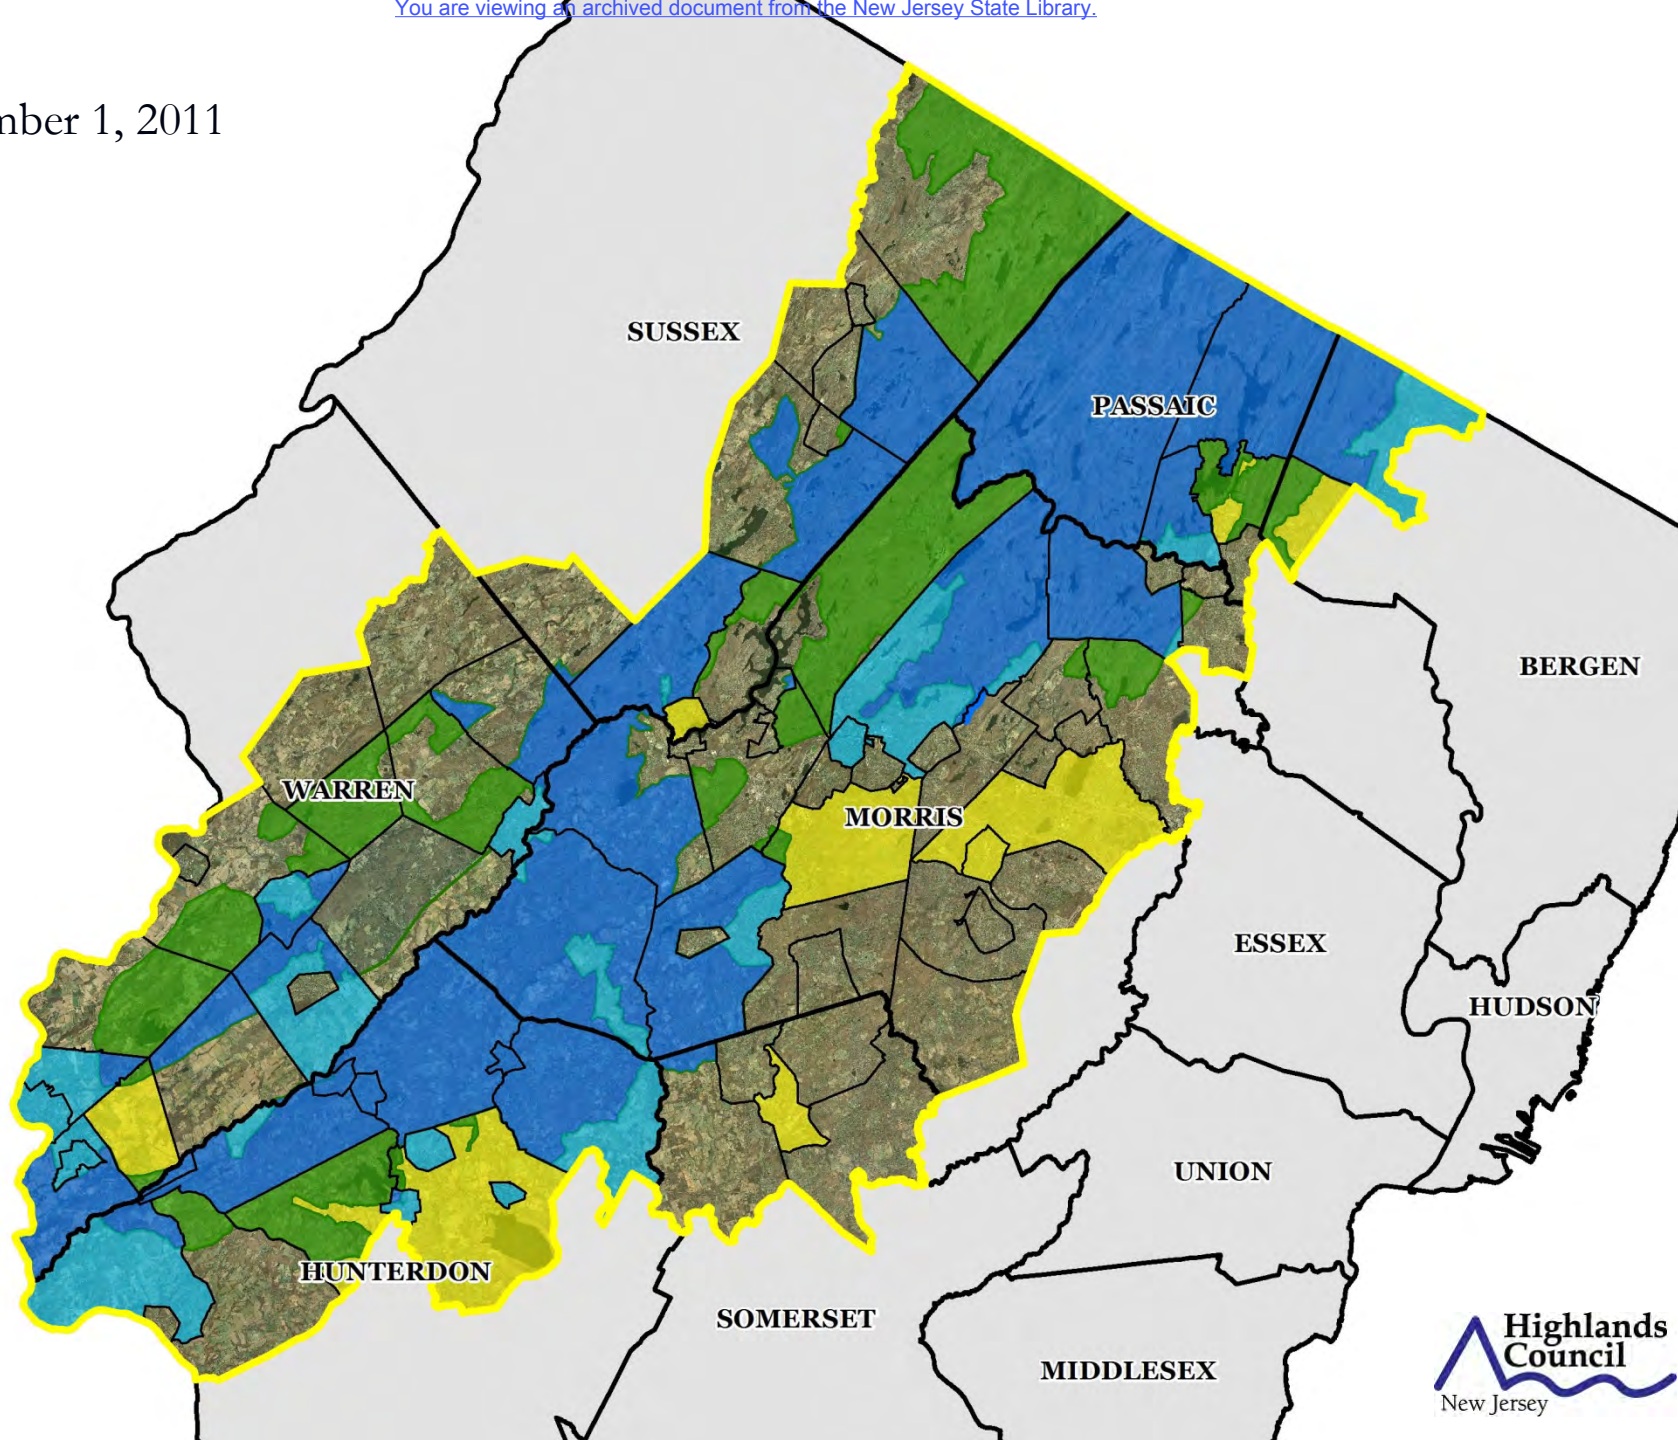 You are viewing an archived document from the New Jersey State Library.
mber 1, 2011
SUSSEX
PASSAIC
BERGEN
WARREN
MORRIS
ESSEX
HUDSON
UNION
HUNTERDON
SOMERSET
MIDDLESEX
Highlands
Council
New Jersey